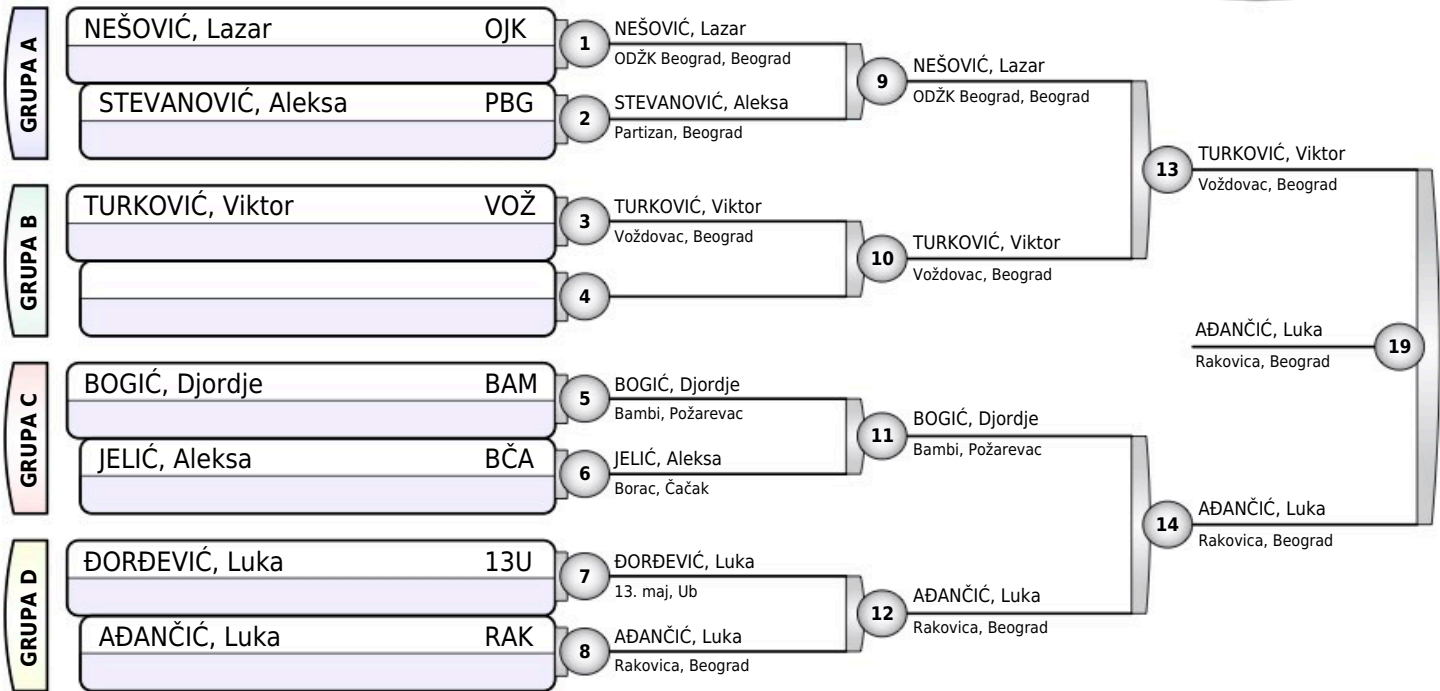 GRUPA A
NEŠOVIĆ, Lazar OJK
STEVANOVIĆ, Aleksa PBG
1
NEŠOVIĆ, Lazar
ODŽK Beograd, Beograd
2
STEVANOVIĆ, Aleksa
Partizan, Beograd
9
NEŠOVIĆ, Lazar
ODŽK Beograd, Beograd
GRUPA B
TURKOVIĆ, Viktor VOŽ
3
TURKOVIĆ, Viktor
Voždovac, Beograd
4
10
TURKOVIĆ, Viktor
Voždovac, Beograd
13
TURKOVIĆ, Viktor
Voždovac, Beograd
GRUPA C
BOGIĆ, Djordje BAM
JELIĆ, Aleksa BČA
5
BOGIĆ, Djordje
Bambi, Požarevac
6
JELIĆ, Aleksa
Borac, Čačak
11
BOGIĆ, Djordje
Bambi, Požarevac
GRUPA D
ĐORĐEVIĆ, Luka 13U
AĐANČIĆ, Luka RAK
7
ĐORĐEVIĆ, Luka
13. maj, Ub
8
AĐANČIĆ, Luka
Rakovica, Beograd
12
AĐANČIĆ, Luka
Rakovica, Beograd
14
AĐANČIĆ, Luka
Rakovica, Beograd
AĐANČIĆ, Luka
Rakovica, Beograd
19